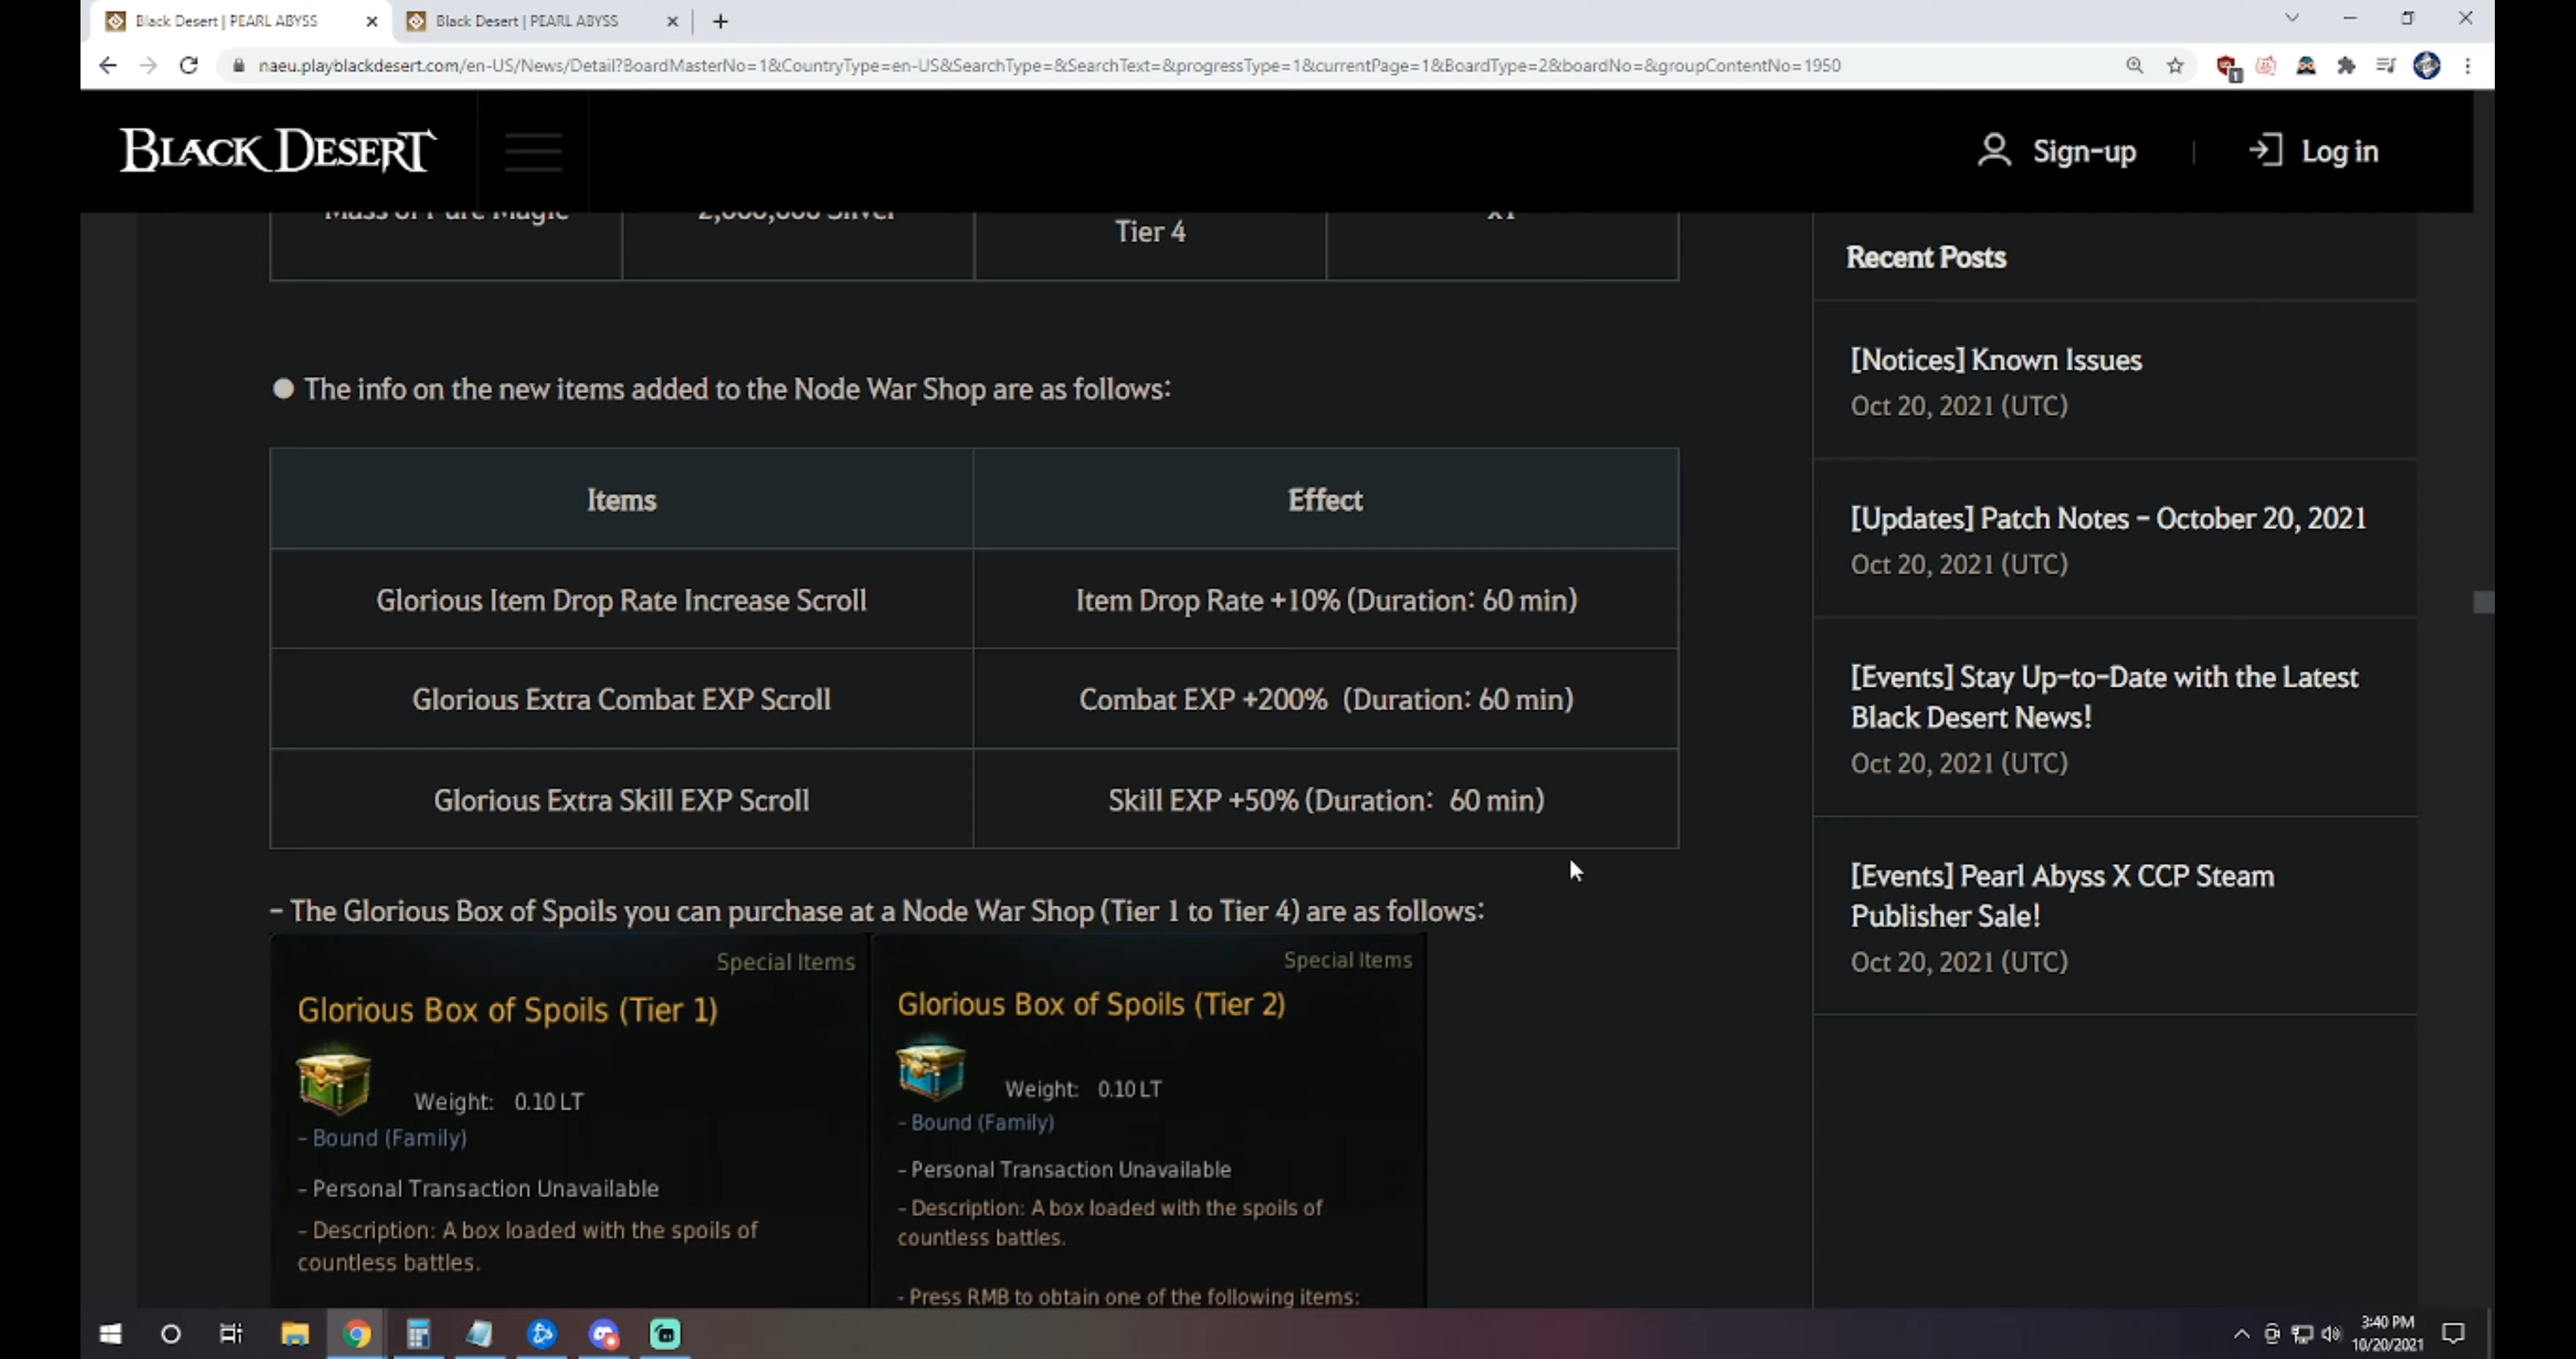 Black Desert | PEARL ABYSS
Black Desert | PEARL ABYSS
naeu.playblackdesert.com/en-US/News/Detail?BoardMasterNo=1&CountryType=en-US&SearchType=&SearchText=&progressType=1&currentPage=1&BoardType=2&boardNo=&groupContentNo=1950
1
BLACK DESERT
Sign-up
Log in
Mass of Pure Magic
2,000,000 Silver
Tier 4
x1
● The info on the new items added to the Node War Shop are as follows:
Items
Effect
Glorious Item Drop Rate Increase Scroll
Item Drop Rate +10% (Duration: 60 min)
Glorious Extra Combat EXP Scroll
Combat EXP +200% (Duration: 60 min)
Glorious Extra Skill EXP Scroll
Skill EXP +50% (Duration: 60 min)
- The Glorious Box of Spoils you can purchase at a Node War Shop (Tier 1 to Tier 4) are as follows:
Special Items
Glorious Box of Spoils (Tier 1)
Weight: 0.10 LT
- Bound (Family)
- Personal Transaction Unavailable
- Description: A box loaded with the spoils of
countless battles.
Special Items
Glorious Box of Spoils (Tier 2)
Weight: 0.10 LT
- Bound (Family)
- Personal Transaction Unavailable
- Description: A box loaded with the spoils of
countless battles.
- Press RMB to obtain one of the following items:
Recent Posts
[Notices] Known Issues
Oct 20, 2021 (UTC)
[Updates] Patch Notes - October 20, 2021
Oct 20, 2021 (UTC)
[Events] Stay Up-to-Date with the Latest
Black Desert News!
Oct 20, 2021 (UTC)
[Events] Pearl Abyss X CCP Steam
Publisher Sale!
Oct 20, 2021 (UTC)
3:40 PM
10/20/2021